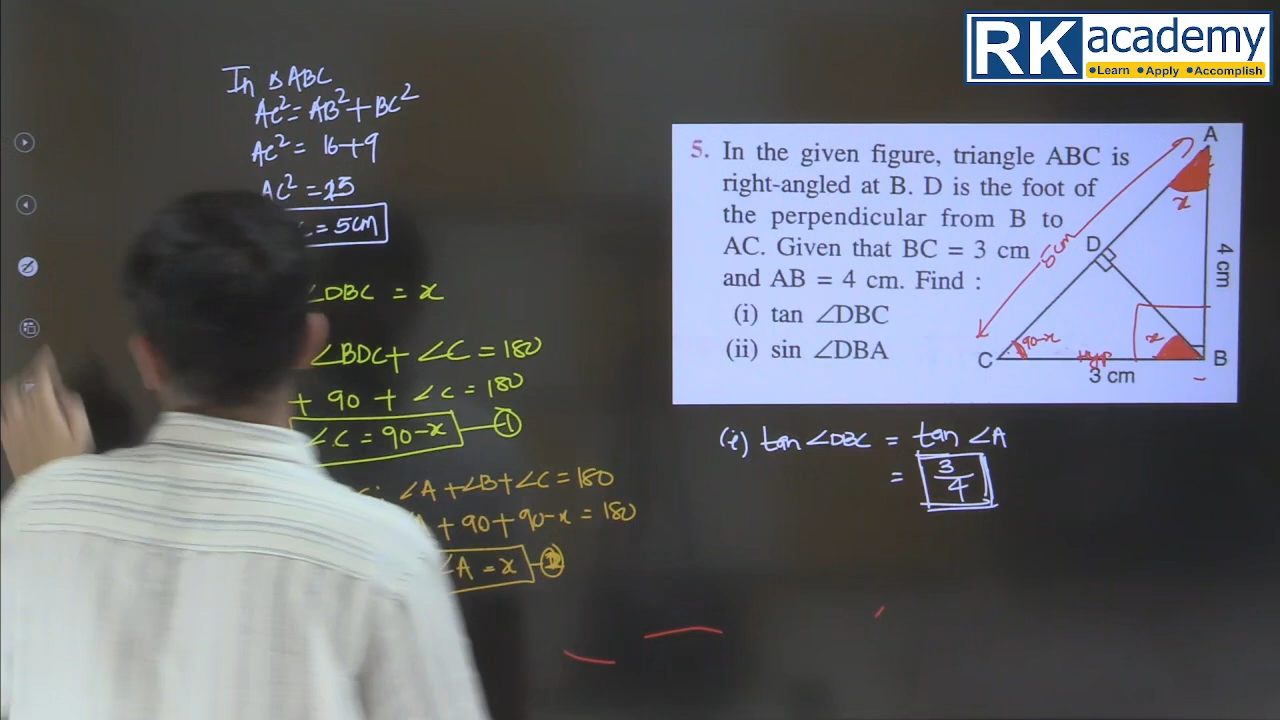 RK academy
•Learn •Apply •Accomplish
In ΔABC
AC² = AB² + BC²
AC² = 16+9
AC² = 25
= 5cm
∠DBC = x
∠BDC + ∠C = 180
+ 90 + ∠C = 180
∠C = 90-x —①
∠A + ∠B + ∠C = 180
+ 90 + 90-x = 180
∠A = x
5. In the given figure, triangle ABC is
right-angled at B. D is the foot of
the perpendicular from B to
AC. Given that BC = 3 cm
and AB = 4 cm. Find :
(i) tan ∠DBC
(ii) sin ∠DBA
A
x
5cm
D
4 cm
C
90-x
x
B
Hyp
3 cm
(i) tan ∠DBC = tan ∠A
= 3/4